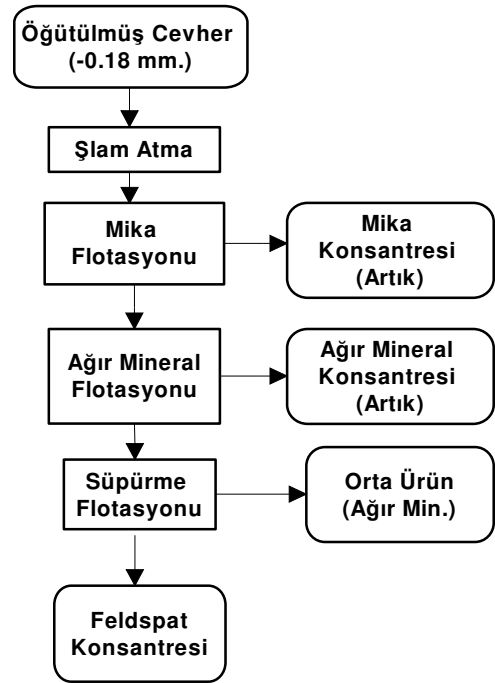 Öğütülmüş Cevher
(-0.18 mm.)
Şlam Atma
Mika
Flotasyonu
Mika
Konsantresi
(Artık)
Ağır Mineral
Flotasyonu
Ağır Mineral
Konsantresi
(Artık)
Süpürme
Flotasyonu
Orta Ürün
(Ağır Min.)
Feldspat
Konsantresi